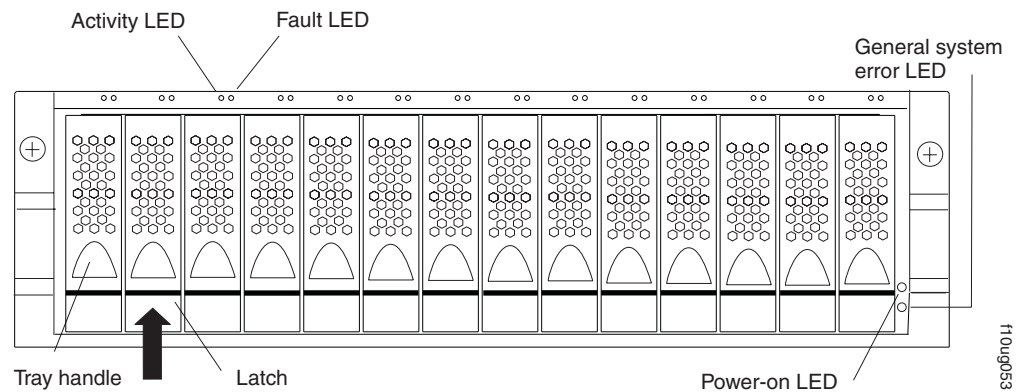 Activity LED
Fault LED
General system
error LED
Tray handle
Latch
Power-on LED
f10ug053